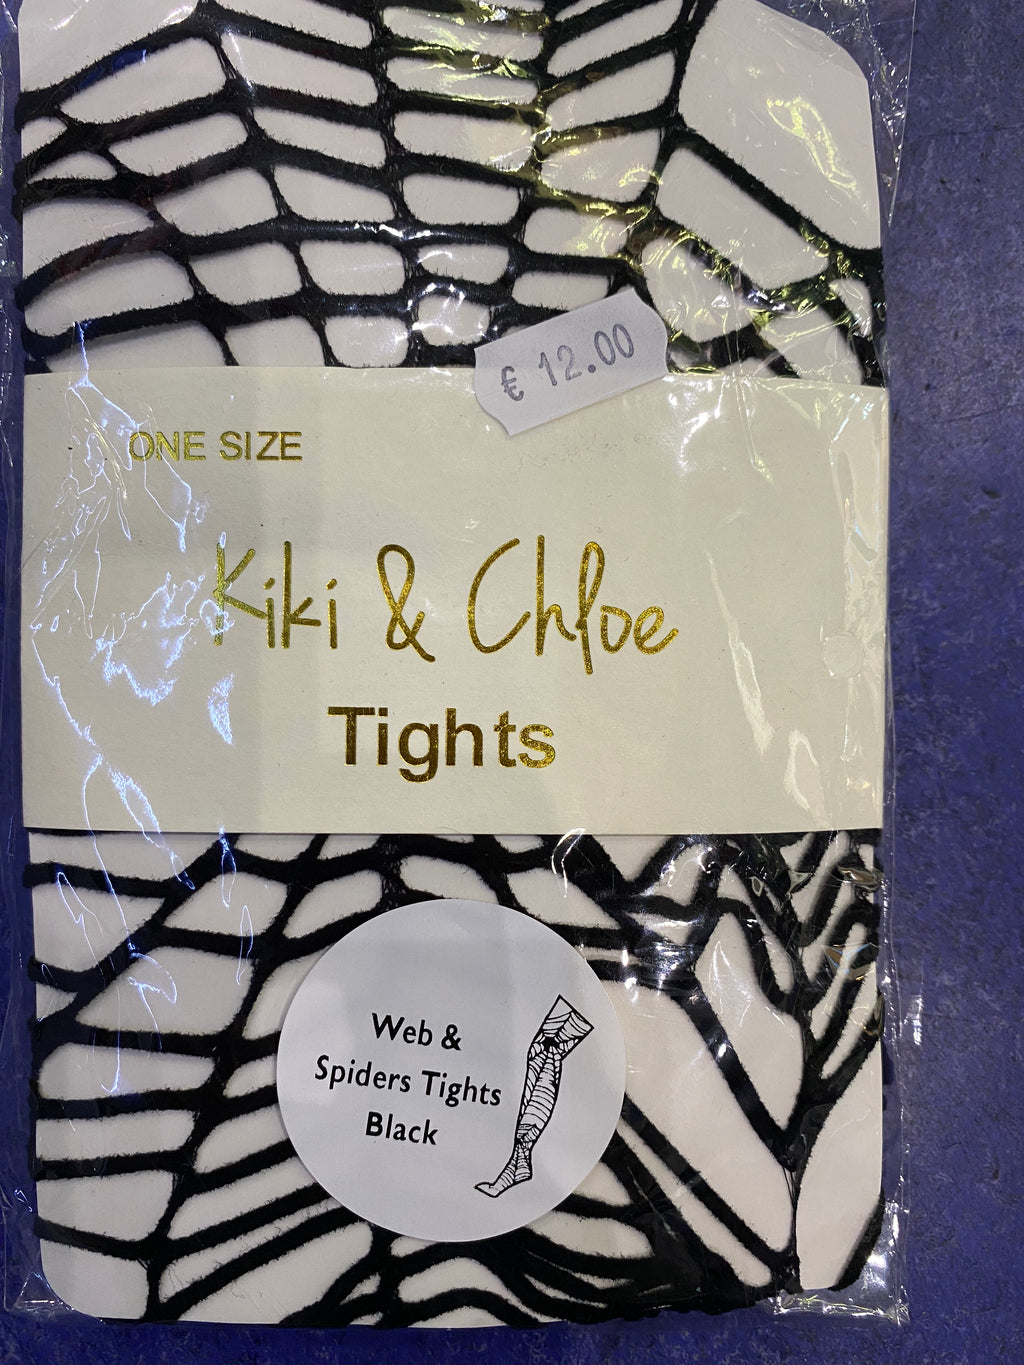 € 12.00
ONE SIZE
Kiki & Chloe
Tights
Web &
Spiders Tights
Black